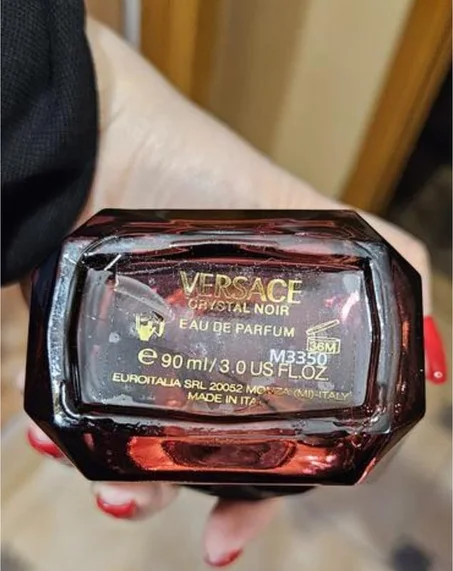 VERSACE
CRYSTAL NOIR
EAU DE PARFUM
36M
M3350
e 90 ml/3.0 US FL.OZ
EUROITALIA SRL 20052 MONZA (MI)-ITALY
MADE IN ITA